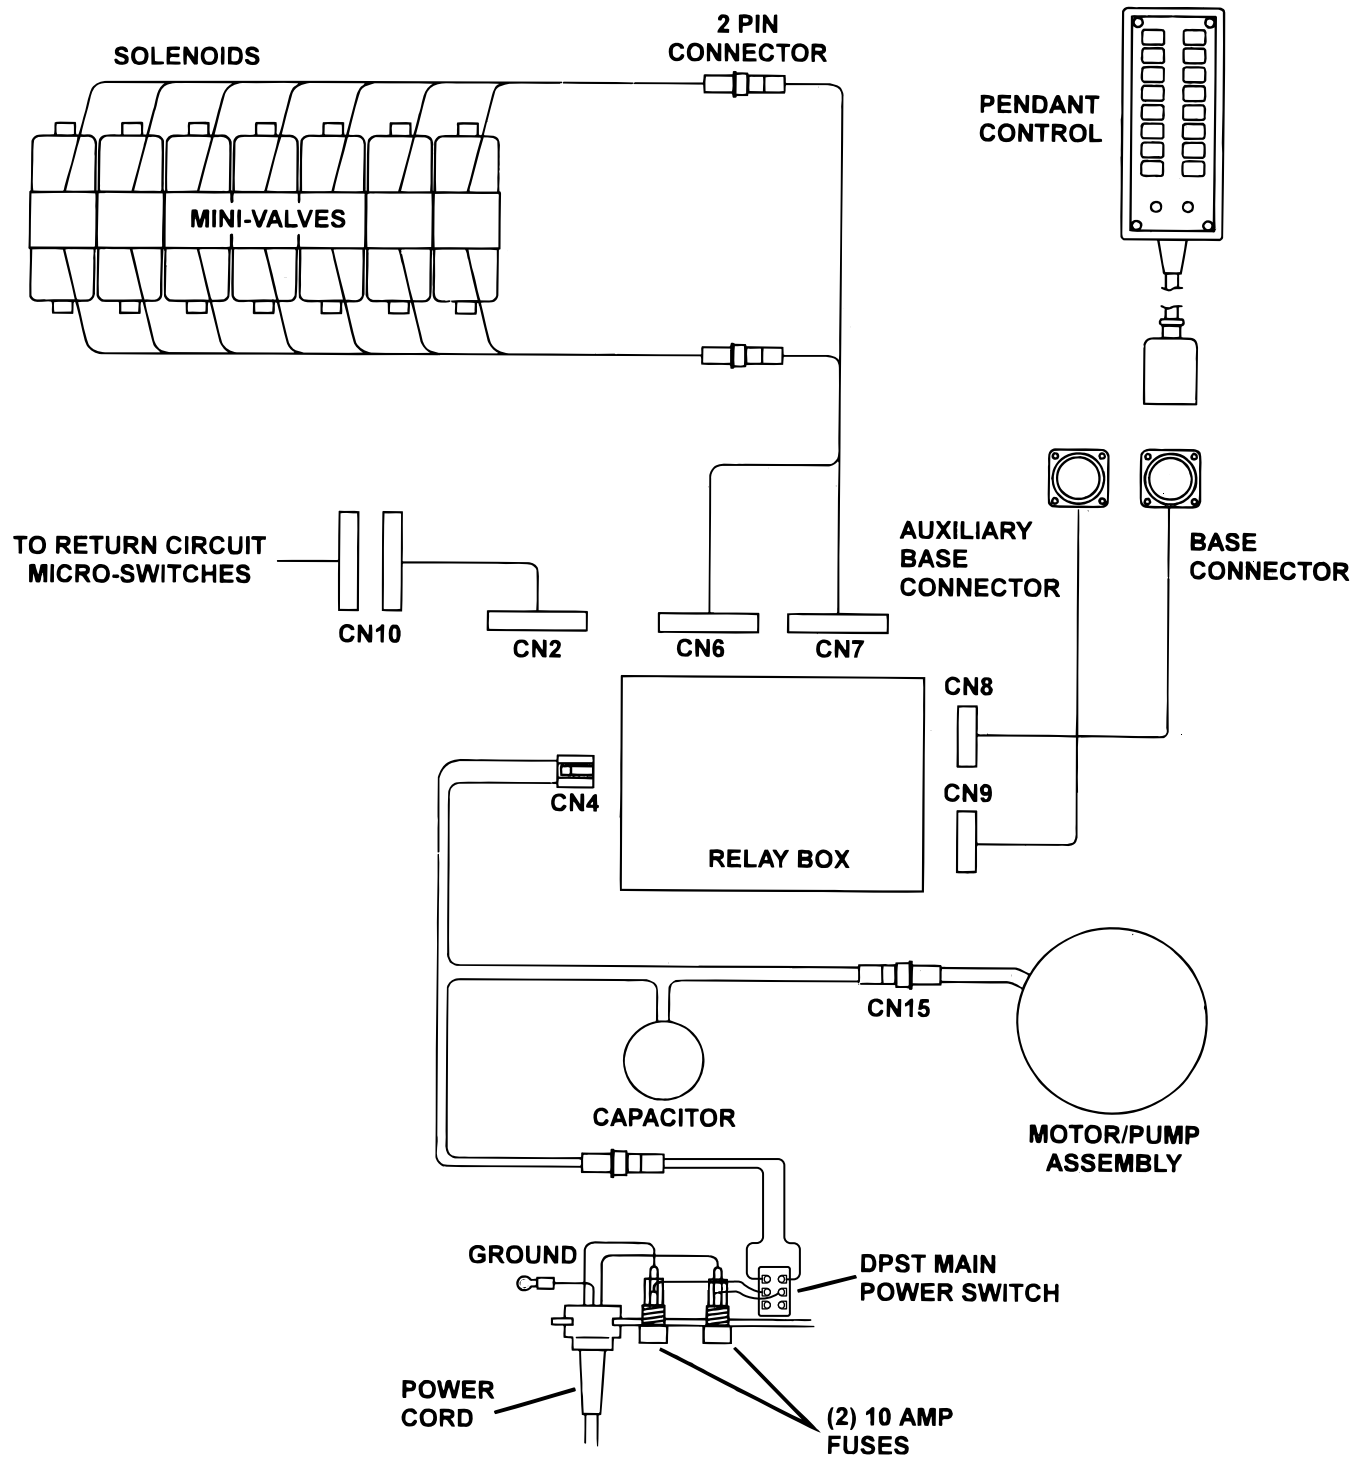 2 PIN
CONNECTOR
SOLENOIDS
PENDANT
CONTROL
MINI-VALVES
AUXILIARY
BASE
CONNECTOR
BASE
CONNECTOR
TO RETURN CIRCUIT
MICRO-SWITCHES
CN10
CN2
CN6
CN7
CN8
CN4
CN9
RELAY BOX
CN15
CAPACITOR
MOTOR/PUMP
ASSEMBLY
GROUND
DPST MAIN
POWER SWITCH
POWER
CORD
(2) 10 AMP
FUSES